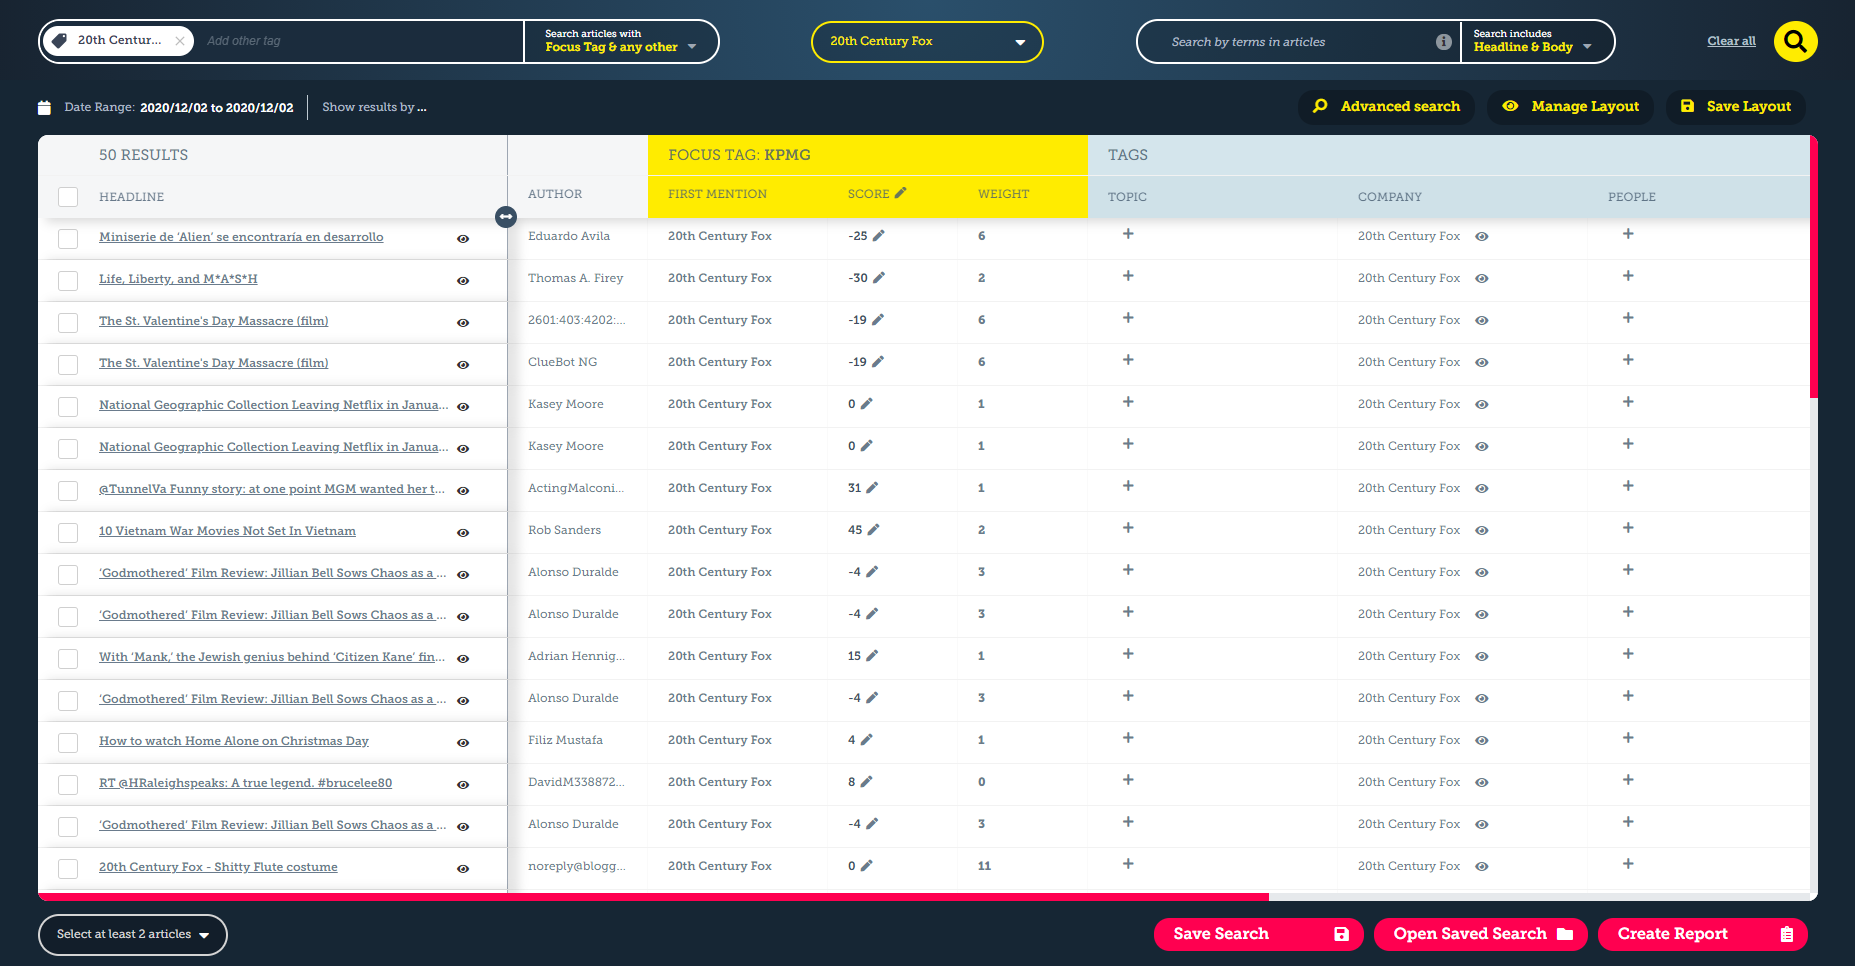 20th Centur... Add other tag
Search articles with
Focus Tag & any other
20th Century Fox
Search by terms in articles
Search includes
Headline & Body
Clear all
Date Range: 2020/12/02 to 2020/12/02 Show results by ...
Advanced search Manage Layout Save Layout
50 RESULTS FOCUS TAG: KPMG TAGS
HEADLINE AUTHOR FIRST MENTION SCORE WEIGHT TOPIC COMPANY PEOPLE
Miniserie de ‘Alien’ se encontraría en desarrollo Eduardo Avila 20th Century Fox -25 6 + 20th Century Fox +
Life, Liberty, and M*A*S*H Thomas A. Firey 20th Century Fox -30 2 + 20th Century Fox +
The St. Valentine's Day Massacre (film) 2601:403:4202:... 20th Century Fox -19 6 + 20th Century Fox +
The St. Valentine's Day Massacre (film) ClueBot NG 20th Century Fox -19 6 + 20th Century Fox +
National Geographic Collection Leaving Netflix in Janua... Kasey Moore 20th Century Fox 0 1 + 20th Century Fox +
National Geographic Collection Leaving Netflix in Janua... Kasey Moore 20th Century Fox 0 1 + 20th Century Fox +
@TunnelVa Funny story: at one point MGM wanted her t... ActingMalconi... 20th Century Fox 31 1 + 20th Century Fox +
10 Vietnam War Movies Not Set In Vietnam Rob Sanders 20th Century Fox 45 2 + 20th Century Fox +
‘Godmothered’ Film Review: Jillian Bell Sows Chaos as a ... Alonso Duralde 20th Century Fox -4 3 + 20th Century Fox +
‘Godmothered’ Film Review: Jillian Bell Sows Chaos as a ... Alonso Duralde 20th Century Fox -4 3 + 20th Century Fox +
With ‘Mank,’ the Jewish genius behind ‘Citizen Kane’ fin... Adrian Hennig... 20th Century Fox 15 1 + 20th Century Fox +
‘Godmothered’ Film Review: Jillian Bell Sows Chaos as a ... Alonso Duralde 20th Century Fox -4 3 + 20th Century Fox +
How to watch Home Alone on Christmas Day Filiz Mustafa 20th Century Fox 4 1 + 20th Century Fox +
RT @HRaleighspeaks: A true legend. #brucelee80 DavidM338872... 20th Century Fox 8 0 + 20th Century Fox +
‘Godmothered’ Film Review: Jillian Bell Sows Chaos as a ... Alonso Duralde 20th Century Fox -4 3 + 20th Century Fox +
20th Century Fox - Shitty Flute costume noreply@blogg... 20th Century Fox 0 11 + 20th Century Fox +
Select at least 2 articles Save Search Open Saved Search Create Report